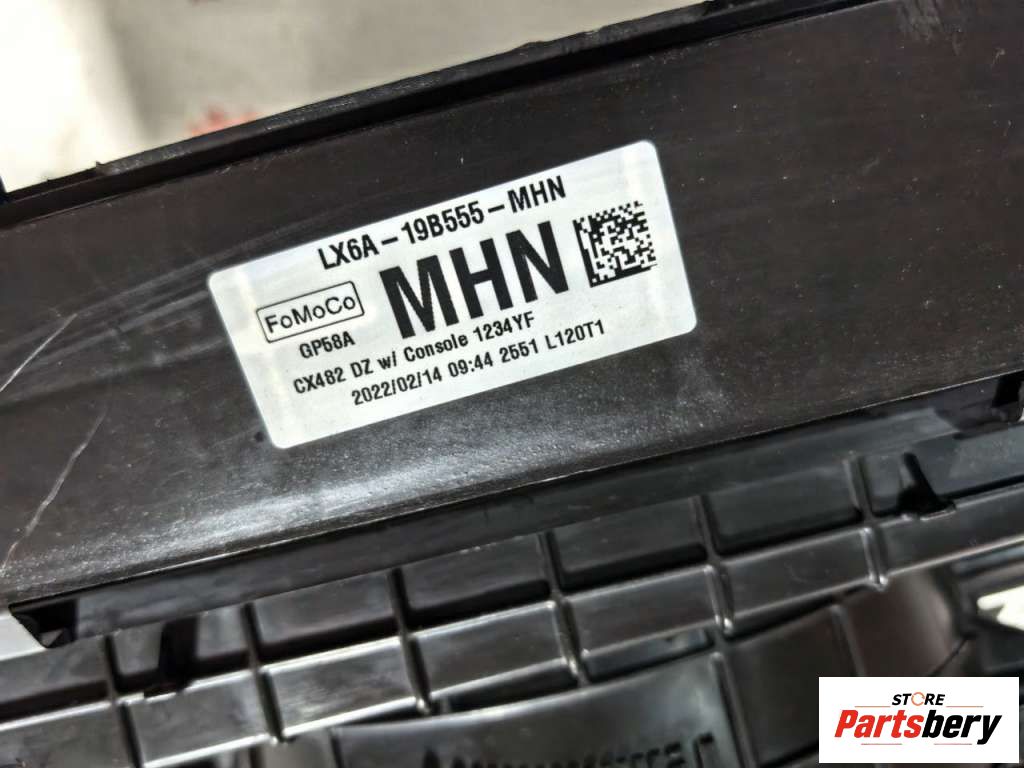 LX6A-19B555-MHN
FoMoCo
MHN
GP58A
CX482 DZ w/ Console 1234YF
2022/02/14 09:44 2551 L120T1
STORE
Partsbery